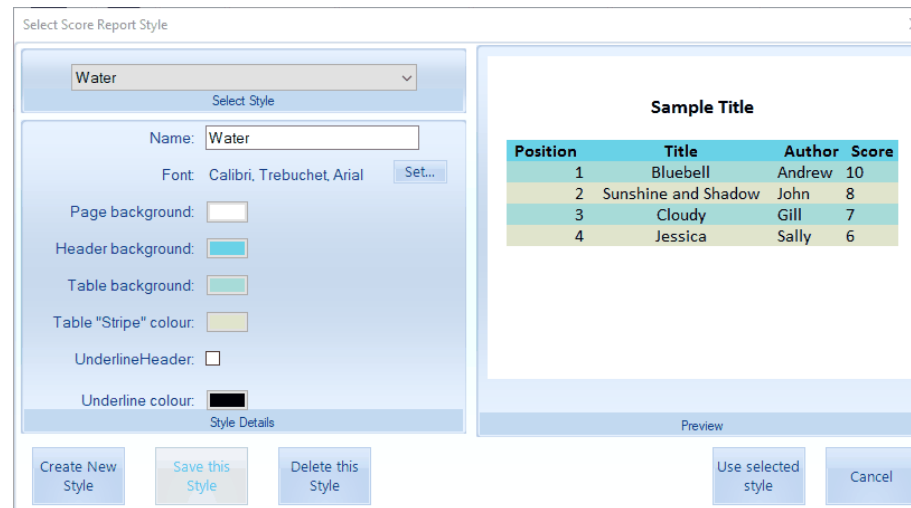 Select Score Report Style
Water
Select Style
Name: Water
Font: Calibri, Trebuchet, Arial Set...
Page background:
Header background:
Table background:
Table "Stripe" colour:
UnderlineHeader:
Underline colour:
Style Details
Sample Title
Position Title Author Score
1 Bluebell Andrew 10
2 Sunshine and Shadow John 8
3 Cloudy Gill 7
4 Jessica Sally 6
Preview
Create New
Style
Save this
Style
Delete this
Style
Use selected
style
Cancel